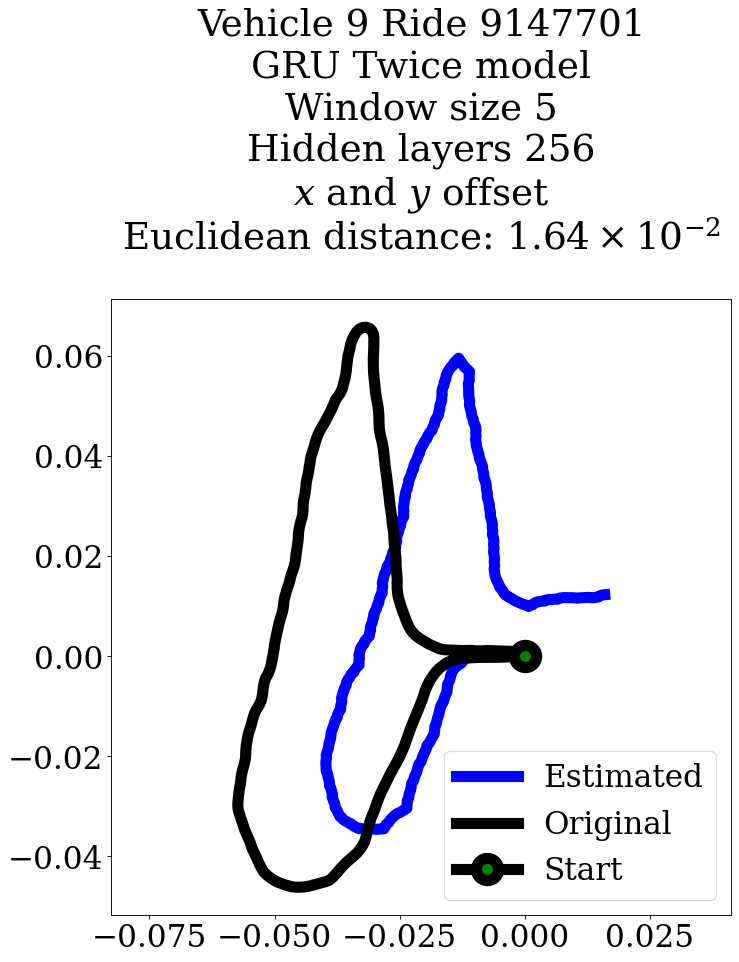 Vehicle 9 Ride 9147701
GRU Twice model
Window size 5
Hidden layers 256
x and y offset
Euclidean distance: 1.64 × 10⁻²
0.06
0.04
0.02
0.00
−0.02
−0.04
Estimated
Original
Start
−0.075 −0.050 −0.025 0.000 0.025